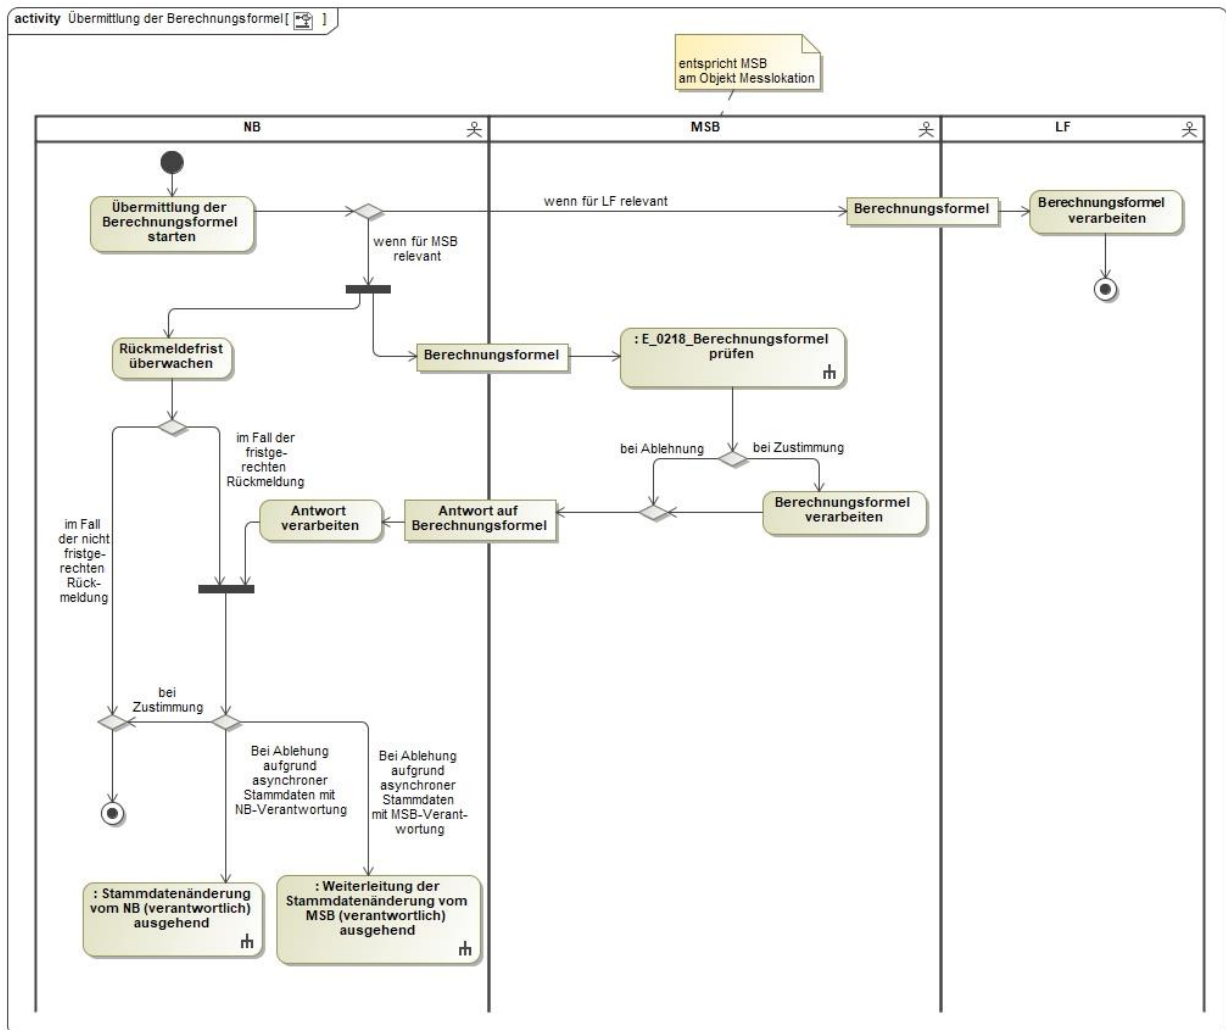 activity Übermittlung der Berechnungsformel[ ]
entspricht MSB
am Objekt Messlokation
NB
MSB
LF
Übermittlung der
Berechnungsformel
starten
wenn für LF relevant
Berechnungsformel
Berechnungsformel
verarbeiten
wenn für MSB
relevant
Rückmeldefrist
überwachen
Berechnungsformel
: E_0218_Berechnungsformel
prüfen
im Fall der
fristge-
rechten
Rückmeldung
bei Ablehnung
bei Zustimmung
Antwort
verarbeiten
Antwort auf
Berechnungsformel
Berechnungsformel
verarbeiten
im Fall
der nicht
fristge-
rechten
Rück-
meldung
bei
Zustimmung
Bei Ablehung
aufgrund
asynchroner
Stammdaten mit
NB-Verantwortung
Bei Ablehung
aufgrund
asynchroner
Stammdaten
mit MSB-Verant-
wortung
: Stammdatenänderung
vom NB (verantwortlich)
ausgehend
: Weiterleitung der
Stammdatenänderung vom
MSB (verantwortlich)
ausgehend